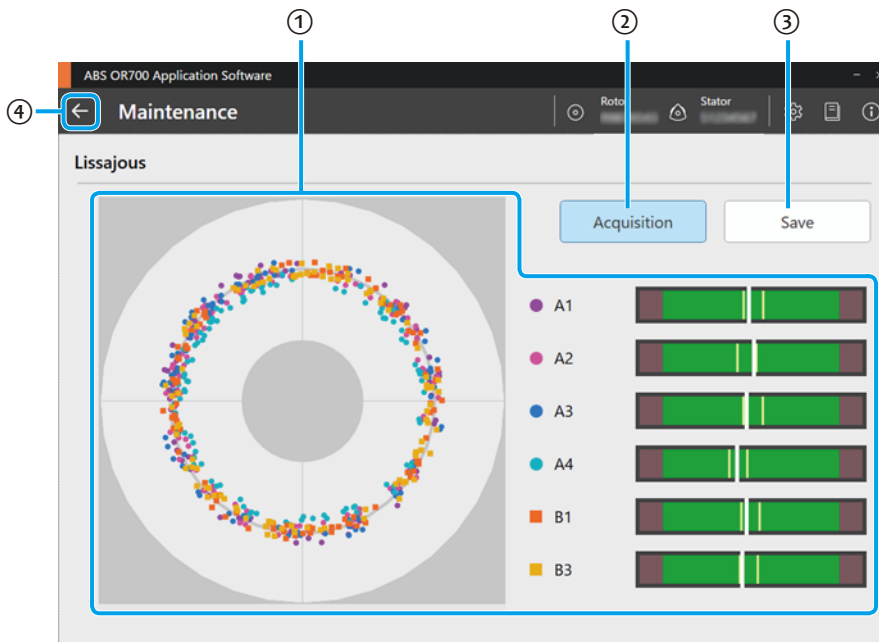 ① ② ③
ABS OR700 Application Software
④ Maintenance
Stator
Lissajous
Acquisition Save
A1
A2
A3
A4
B1
B3